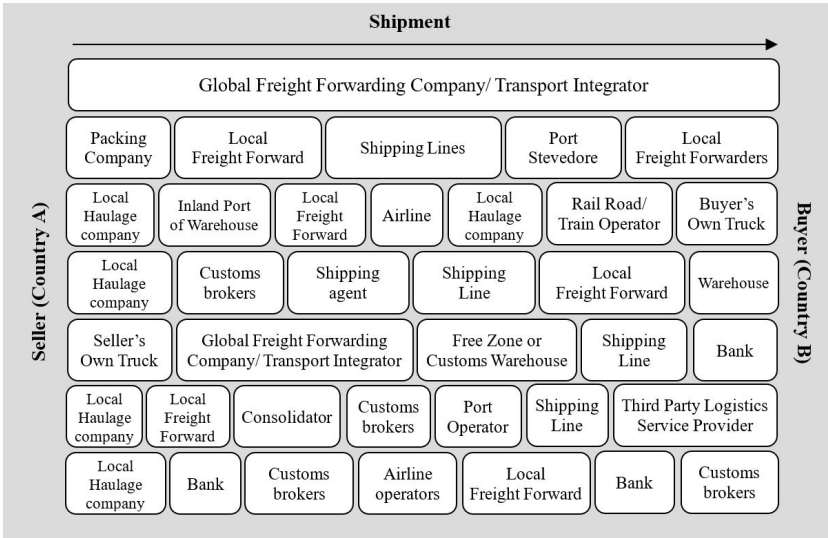 Shipment
Global Freight Forwarding Company/ Transport Integrator
Packing
Company
Local
Freight Forward
Shipping Lines
Port
Stevedore
Local
Freight Forwarders
Local
Haulage
company
Inland Port
of Warehouse
Local
Freight
Forward
Airline
Local
Haulage
company
Rail Road/
Train Operator
Buyer's
Own Truck
Local
Haulage
company
Customs
brokers
Shipping
agent
Shipping
Line
Local
Freight Forward
Warehouse
Seller's
Own Truck
Global Freight Forwarding
Company/ Transport Integrator
Free Zone or
Customs Warehouse
Shipping
Line
Bank
Local
Haulage
company
Local
Freight
Forward
Consolidator
Customs
brokers
Port
Operator
Shipping
Line
Third Party Logistics
Service Provider
Local
Haulage
company
Bank
Customs
brokers
Airline
operators
Local
Freight Forward
Bank
Customs
brokers
Seller (Country A)
Buyer (Country B)